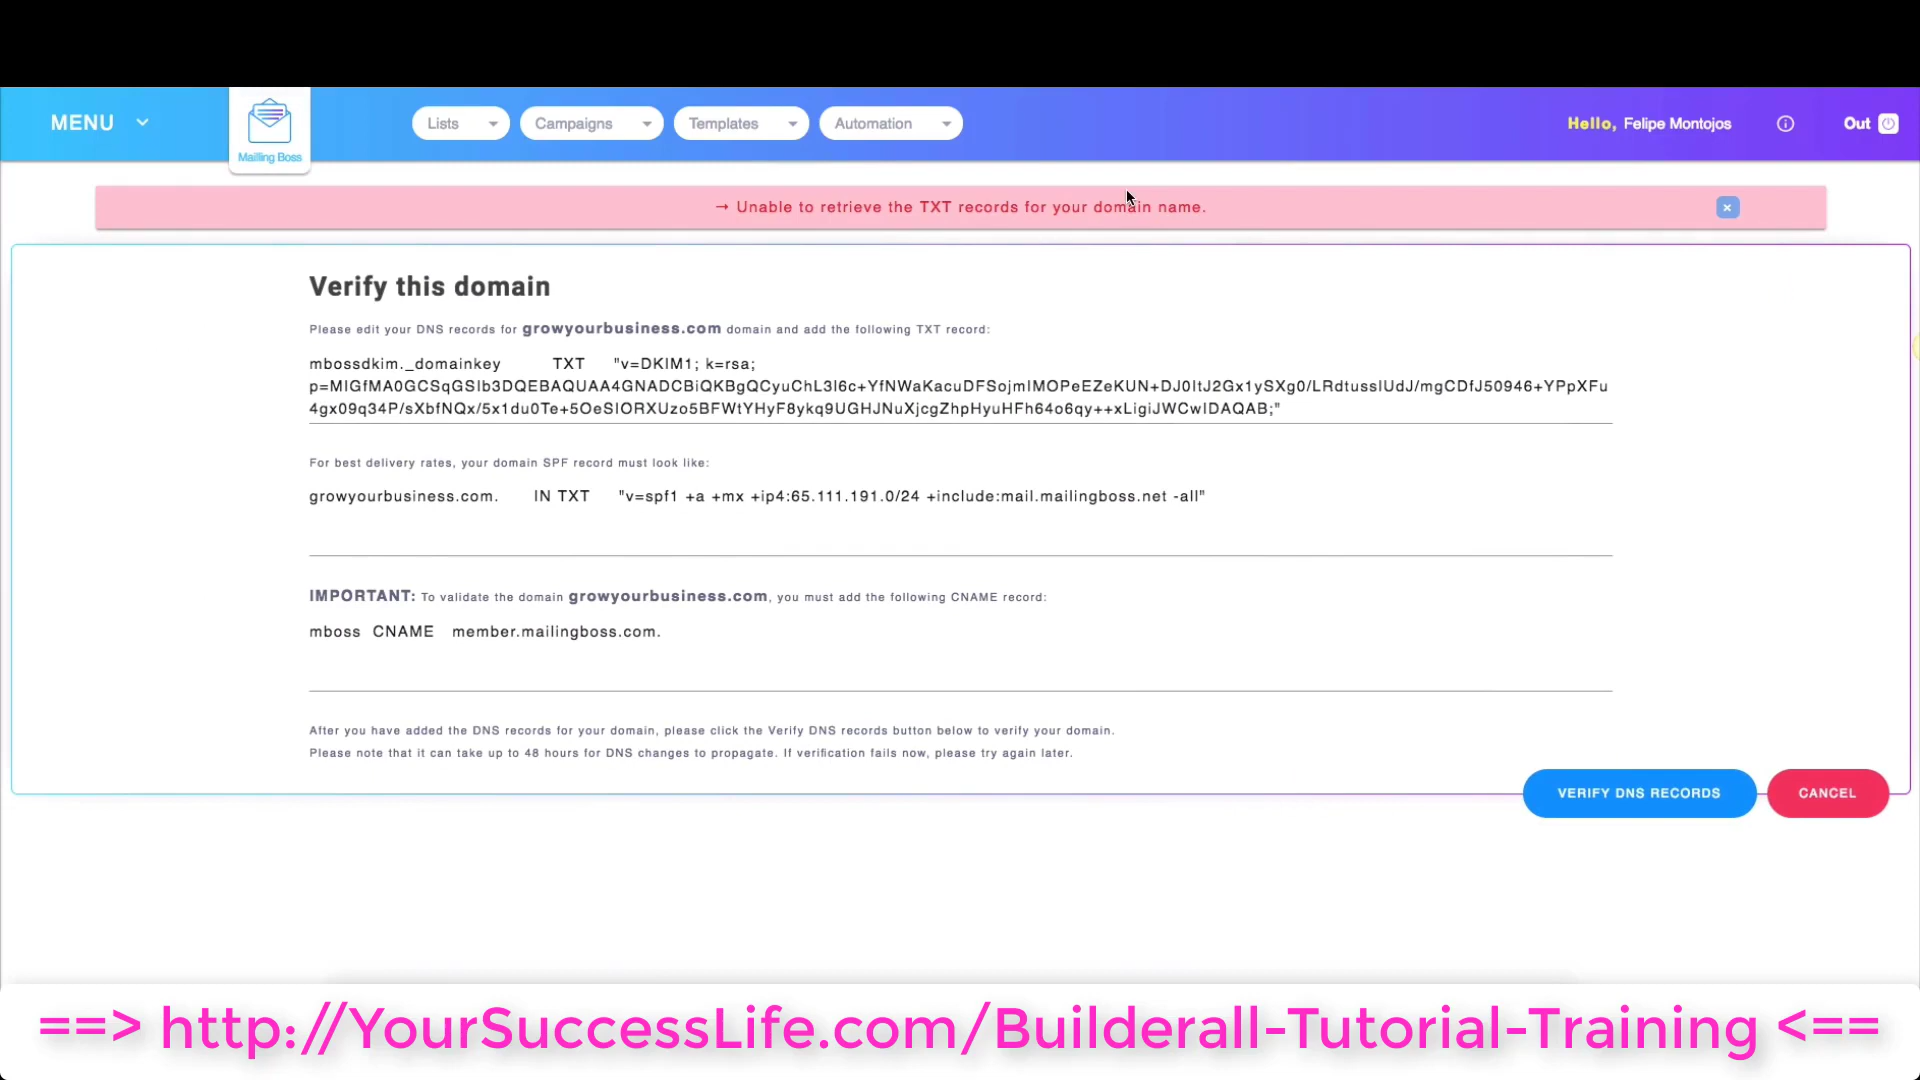 MENU
Mailling Boss
Lists
Campaigns
Templates
Automation
Hello, Felipe Montojos
Out
→ Unable to retrieve the TXT records for your domain name.
×
Verify this domain
Please edit your DNS records for growyourbusiness.com domain and add the following TXT record:
mbossdkim._domainkey TXT "v=DKIM1; k=rsa;
p=MIGfMA0GCSqGSIb3DQEBAQUAA4GNADCBiQKBgQCyuChL3I6c+YfNWaKacuDFSojmIMOPeEZeKUN+DJ0ItJ2Gx1ySXg0/LRdtussIUdJ/mgCDfJ50946+YPpXFu
4gx09q34P/sXbfNQx/5x1du0Te+5OeSIORXUzo5BFWtYHyF8ykq9UGHJNuXjcgZhpHyuHFh64o6qy++xLigiJWCwIDAQAB;"
For best delivery rates, your domain SPF record must look like:
growyourbusiness.com. IN TXT "v=spf1 +a +mx +ip4:65.111.191.0/24 +include:mail.mailingboss.net -all"
IMPORTANT: To validate the domain growyourbusiness.com, you must add the following CNAME record:
mboss CNAME member.mailingboss.com.
After you have added the DNS records for your domain, please click the Verify DNS records button below to verify your domain.
Please note that it can take up to 48 hours for DNS changes to propagate. If verification fails now, please try again later.
VERIFY DNS RECORDS
CANCEL
==> http://YourSuccessLife.com/Builderall-Tutorial-Training <==